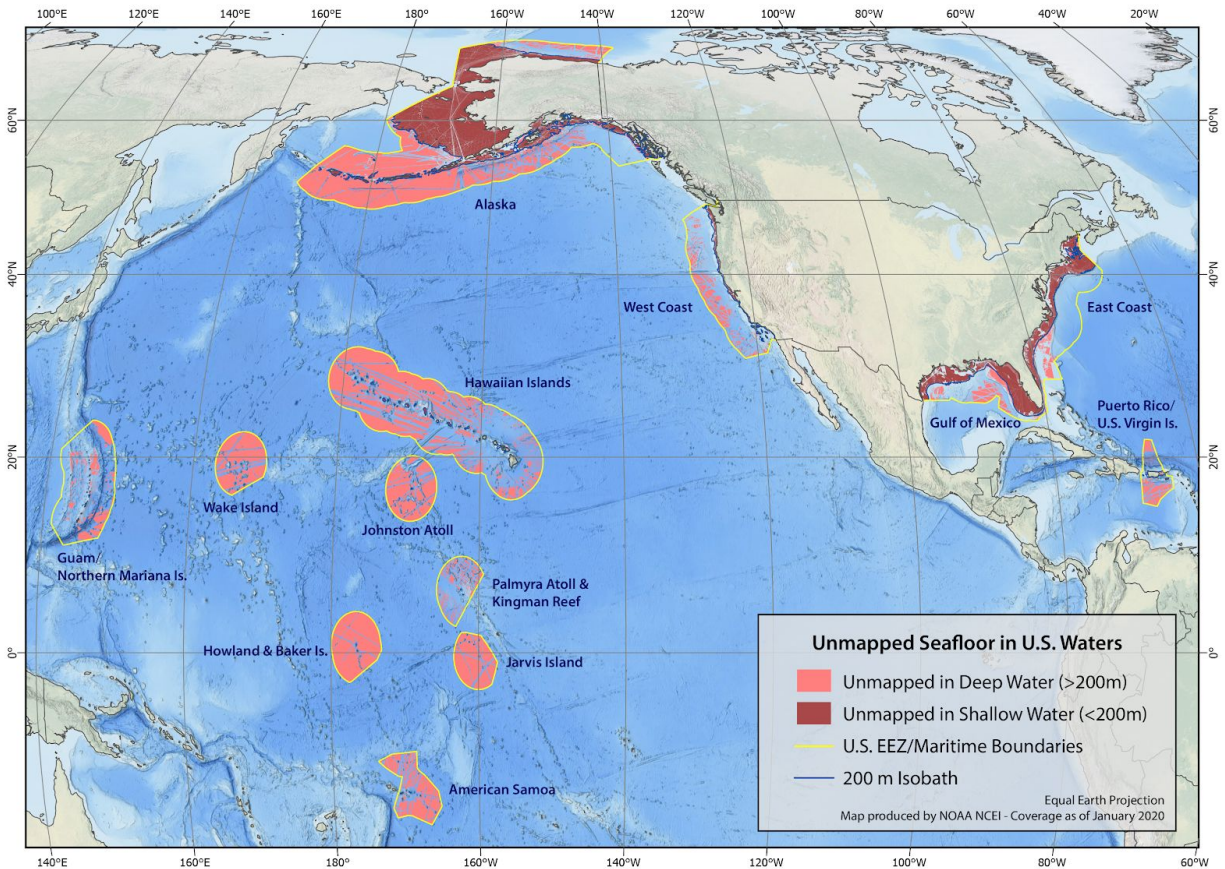 100°E
120°E
140°E
160°E
180°
160°W
140°W
120°W
100°W
80°W
60°W
40°W
20°W
60°N
60°N
Alaska
40°N
40°N
West Coast
East Coast
Hawaiian Islands
Puerto Rico/
U.S. Virgin Is.
Gulf of Mexico
20°N
20°N
Wake Island
Johnston Atoll
Guam/
Northern Mariana Is.
Palmyra Atoll &
Kingman Reef
Howland & Baker Is.
Jarvis Island
0°
0°
American Samoa
Unmapped Seafloor in U.S. Waters
Unmapped in Deep Water (>200m)
Unmapped in Shallow Water (<200m)
U.S. EEZ/Maritime Boundaries
200 m Isobath
Equal Earth Projection
Map produced by NOAA NCEI - Coverage as of January 2020
140°E
160°E
180°
160°W
140°W
120°W
100°W
80°W
60°W